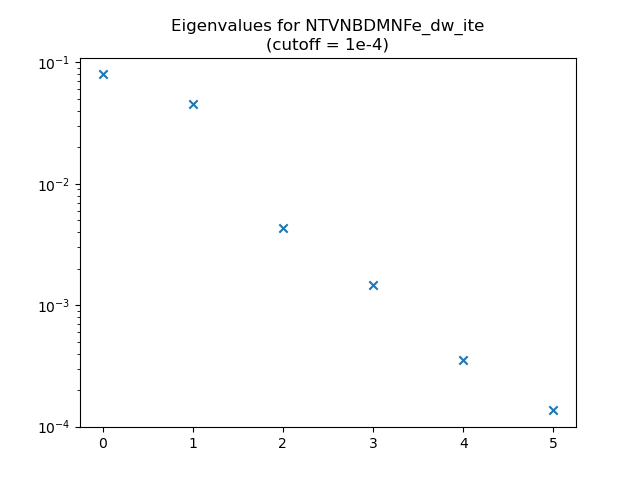 Eigenvalues for NTVNBDMNFe_dw_ite
(cutoff = 1e-4)
10⁻¹
10⁻²
10⁻³
10⁻⁴
0 1 2 3 4 5